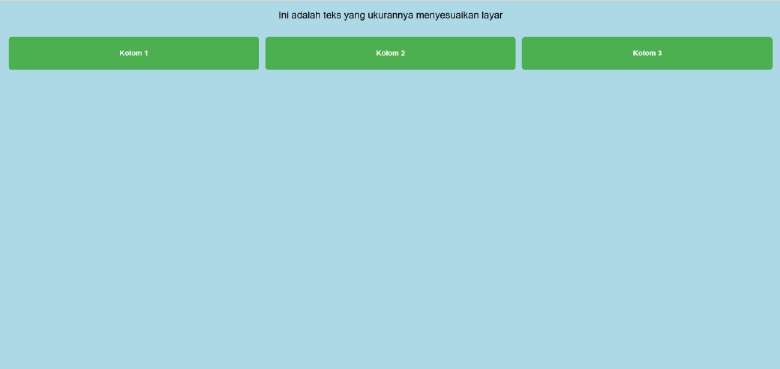 Ini adalah teks yang ukurannya menyesuaikan layar
Kolom 1
Kolom 2
Kolom 3